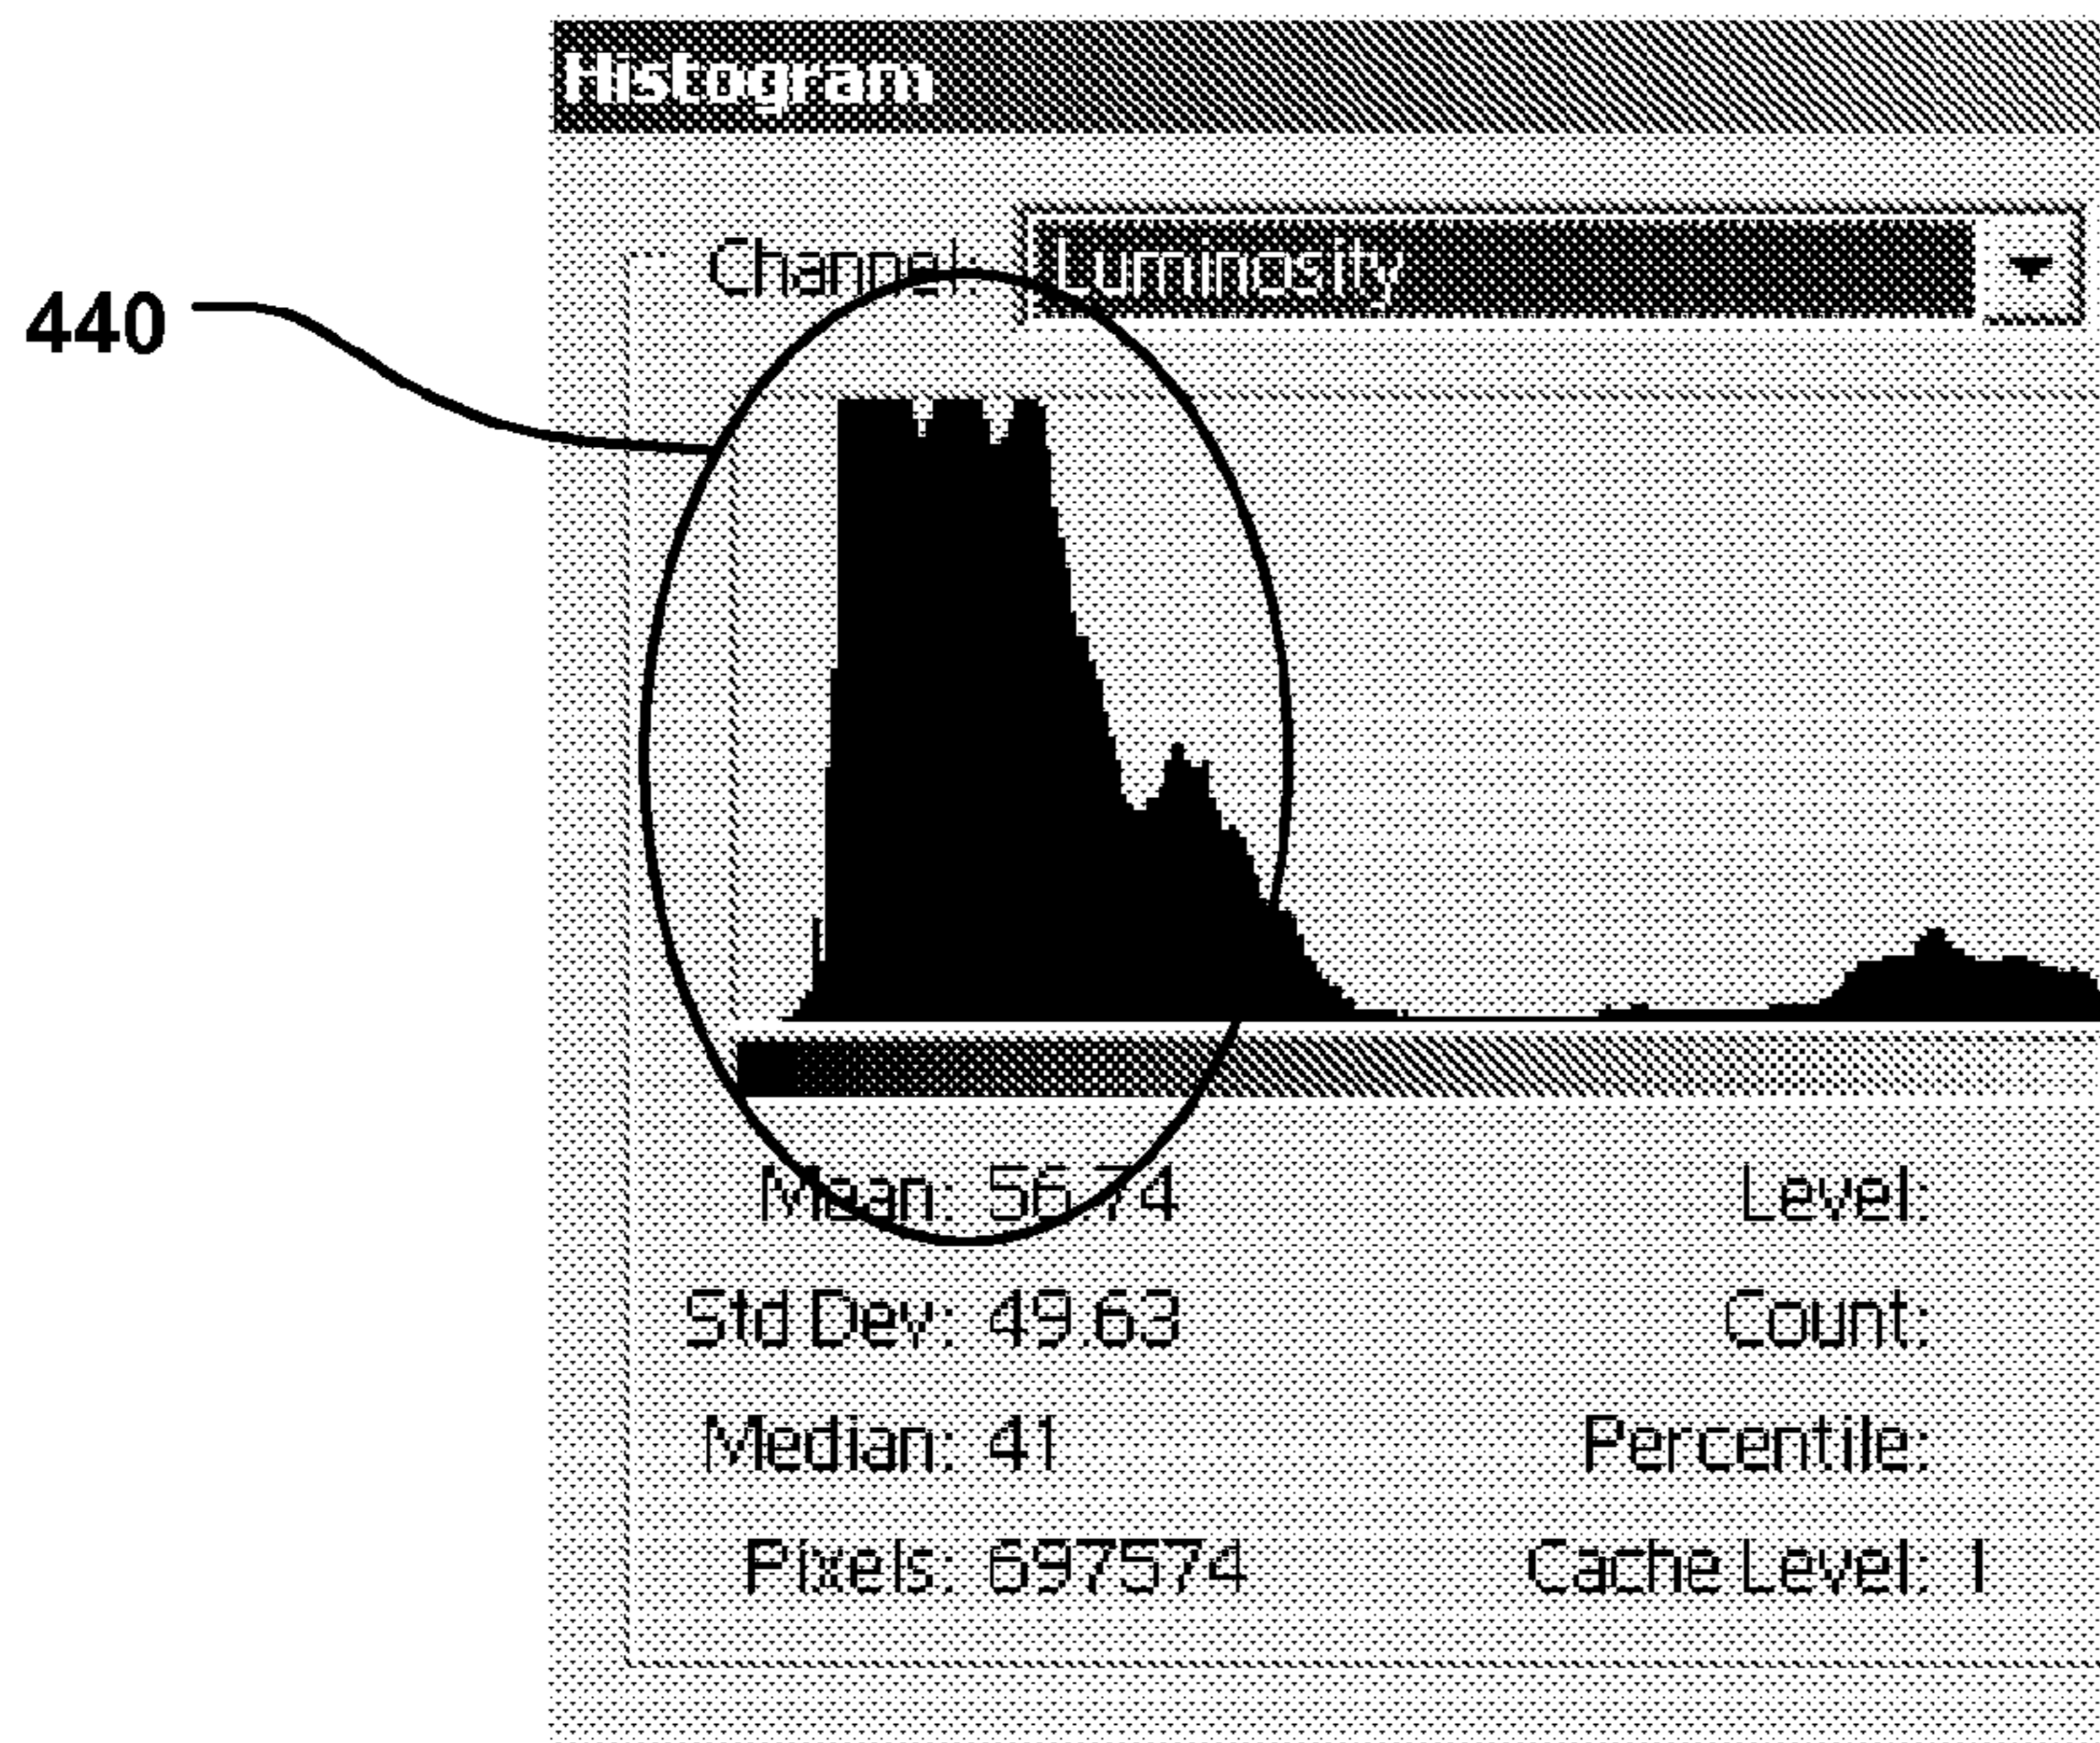 Histogram
Channel: Luminosity
440
Mean: 56.74 Level:
Std Dev: 49.63 Count:
Median: 41 Percentile:
Pixels: 697574 Cache Level: 1